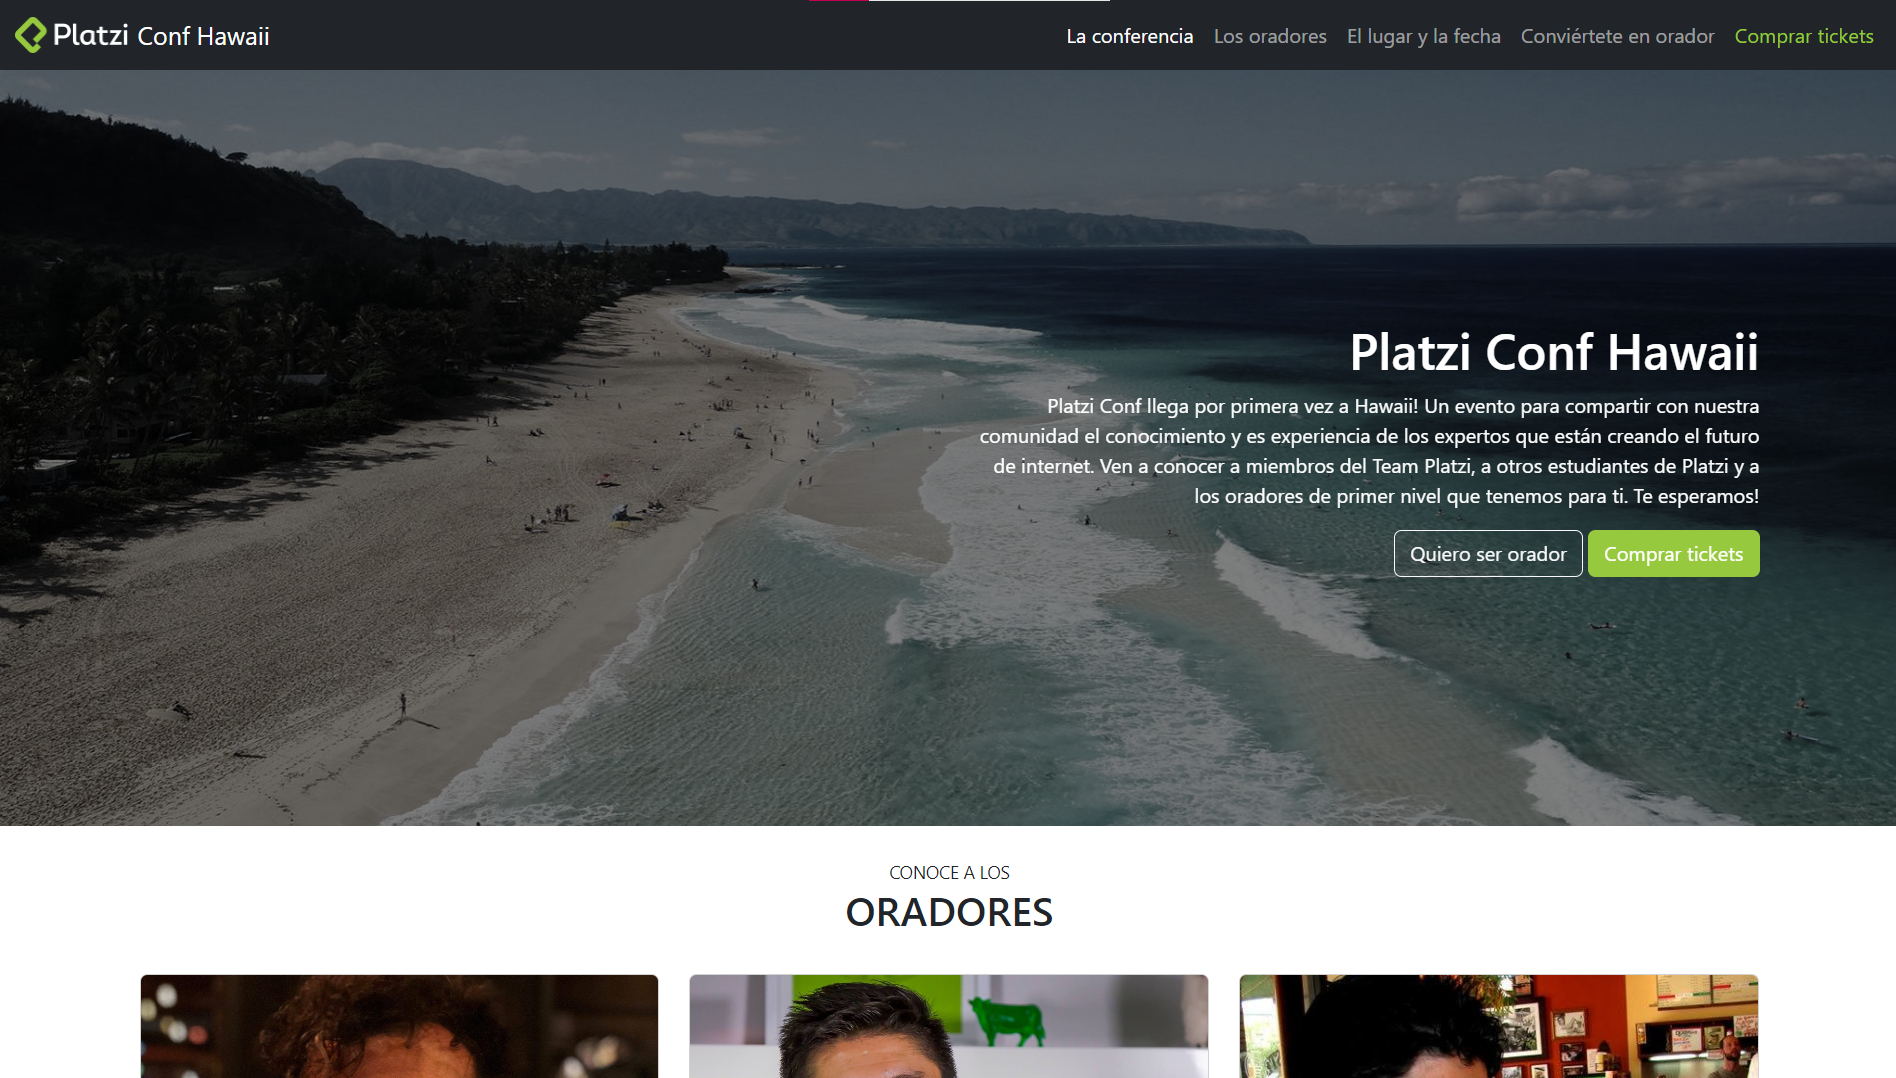 Platzi Conf Hawaii
La conferencia Los oradores El lugar y la fecha Conviértete en orador Comprar tickets
Platzi Conf Hawaii
Platzi Conf llega por primera vez a Hawaii! Un evento para compartir con nuestra
comunidad el conocimiento y es experiencia de los expertos que están creando el futuro
de internet. Ven a conocer a miembros del Team Platzi, a otros estudiantes de Platzi y a
los oradores de primer nivel que tenemos para ti. Te esperamos!
Quiero ser orador Comprar tickets
CONOCE A LOS
ORADORES